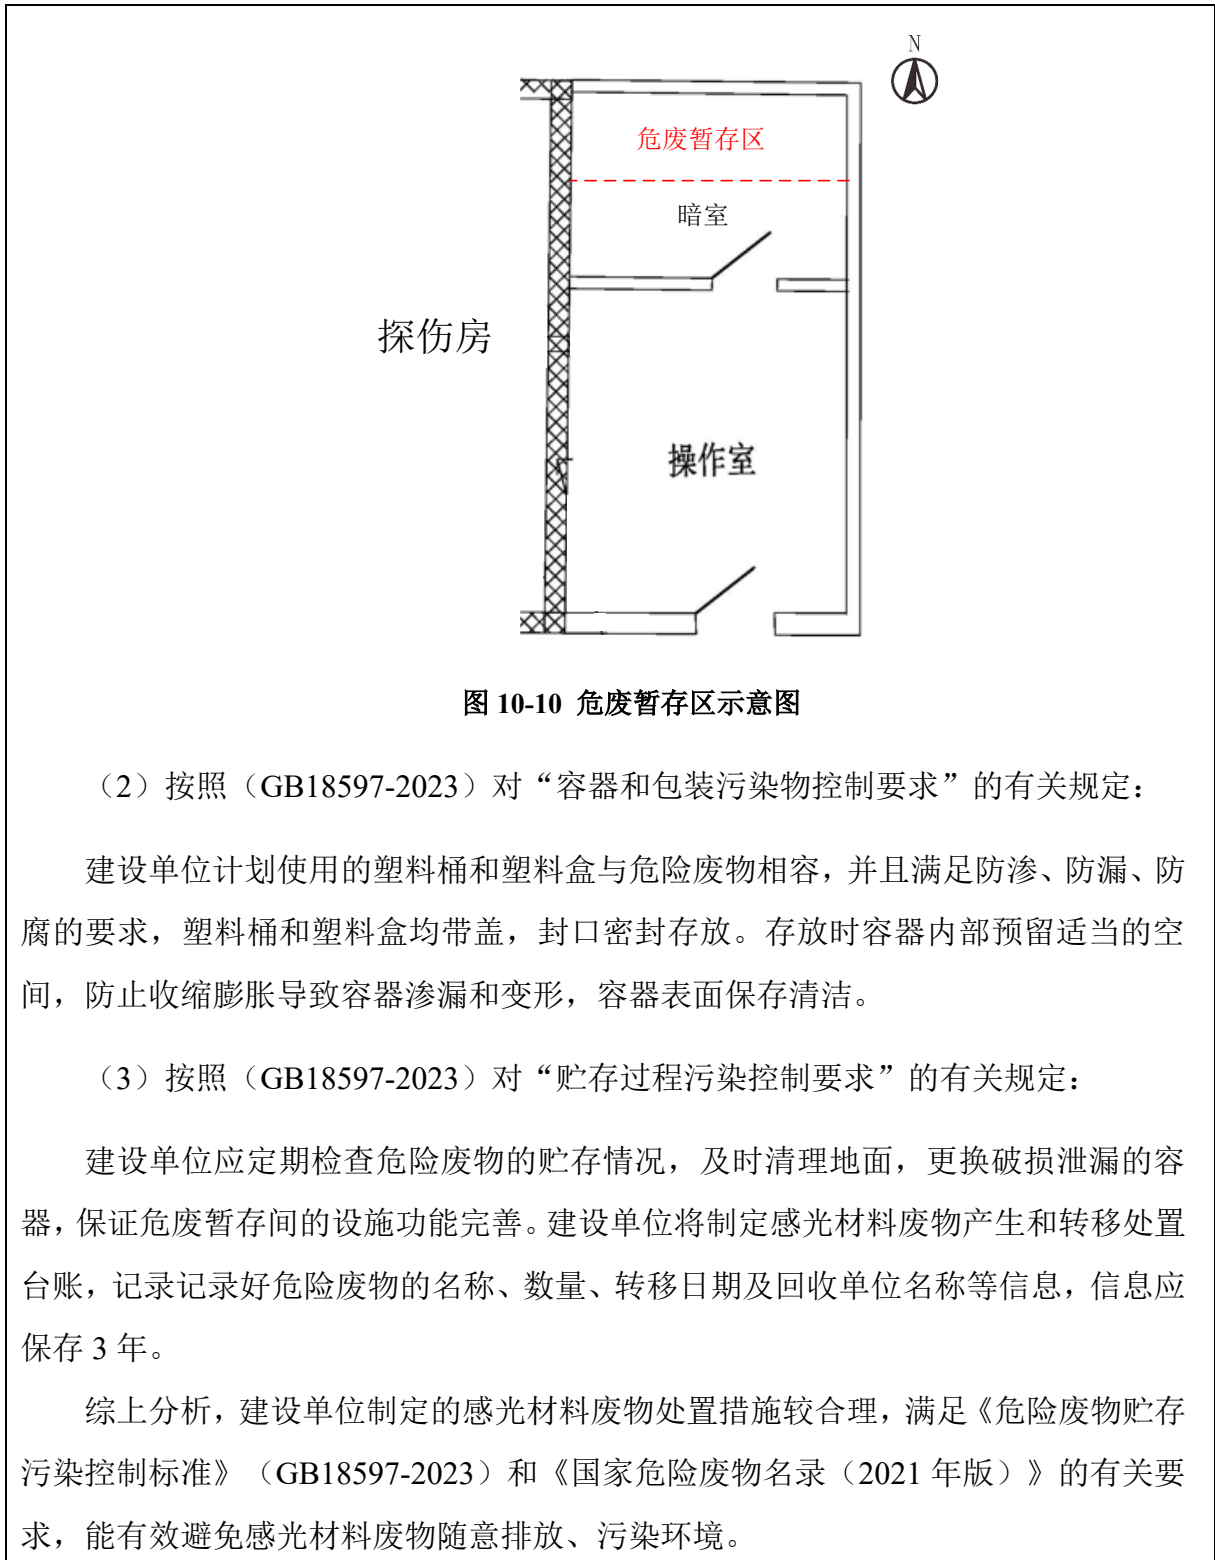 N
危废暂存区
暗室
探伤房
操作室
图 10-10 危废暂存区示意图
（2）按照（GB18597-2023）对“容器和包装污染物控制要求”的有关规定：
建设单位计划使用的塑料桶和塑料盒与危险废物相容，并且满足防渗、防漏、防
腐的要求，塑料桶和塑料盒均带盖，封口密封存放。存放时容器内部预留适当的空
间，防止收缩膨胀导致容器渗漏和变形，容器表面保存清洁。
（3）按照（GB18597-2023）对“贮存过程污染控制要求”的有关规定：
建设单位应定期检查危险废物的贮存情况，及时清理地面，更换破损泄漏的容
器，保证危废暂存间的设施功能完善。建设单位将制定感光材料废物产生和转移处置
台账，记录记录好危险废物的名称、数量、转移日期及回收单位名称等信息，信息应
保存 3 年。
综上分析，建设单位制定的感光材料废物处置措施较合理，满足《危险废物贮存
污染控制标准》（GB18597-2023）和《国家危险废物名录（2021 年版）》的有关要
求，能有效避免感光材料废物随意排放、污染环境。